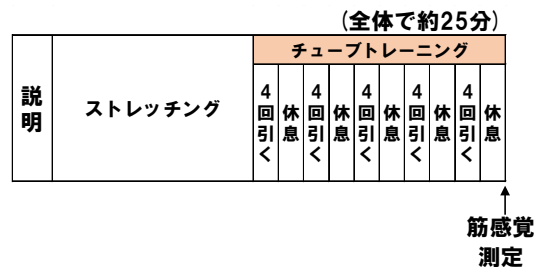 (全体で約25分)
チューブトレーニング
説明
ストレッチング
4回引く
休息
4回引く
休息
4回引く
休息
4回引く
休息
4回引く
休息
筋感覚
測定